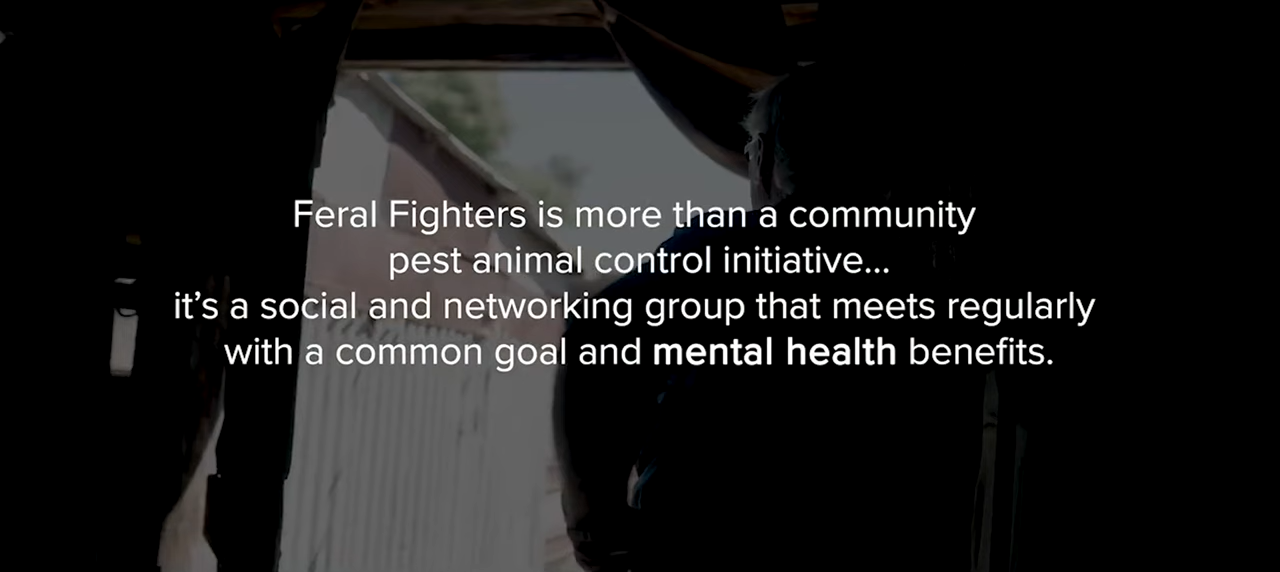 Feral Fighters is more than a community
pest animal control initiative...
it's a social and networking group that meets regularly
with a common goal and mental health benefits.